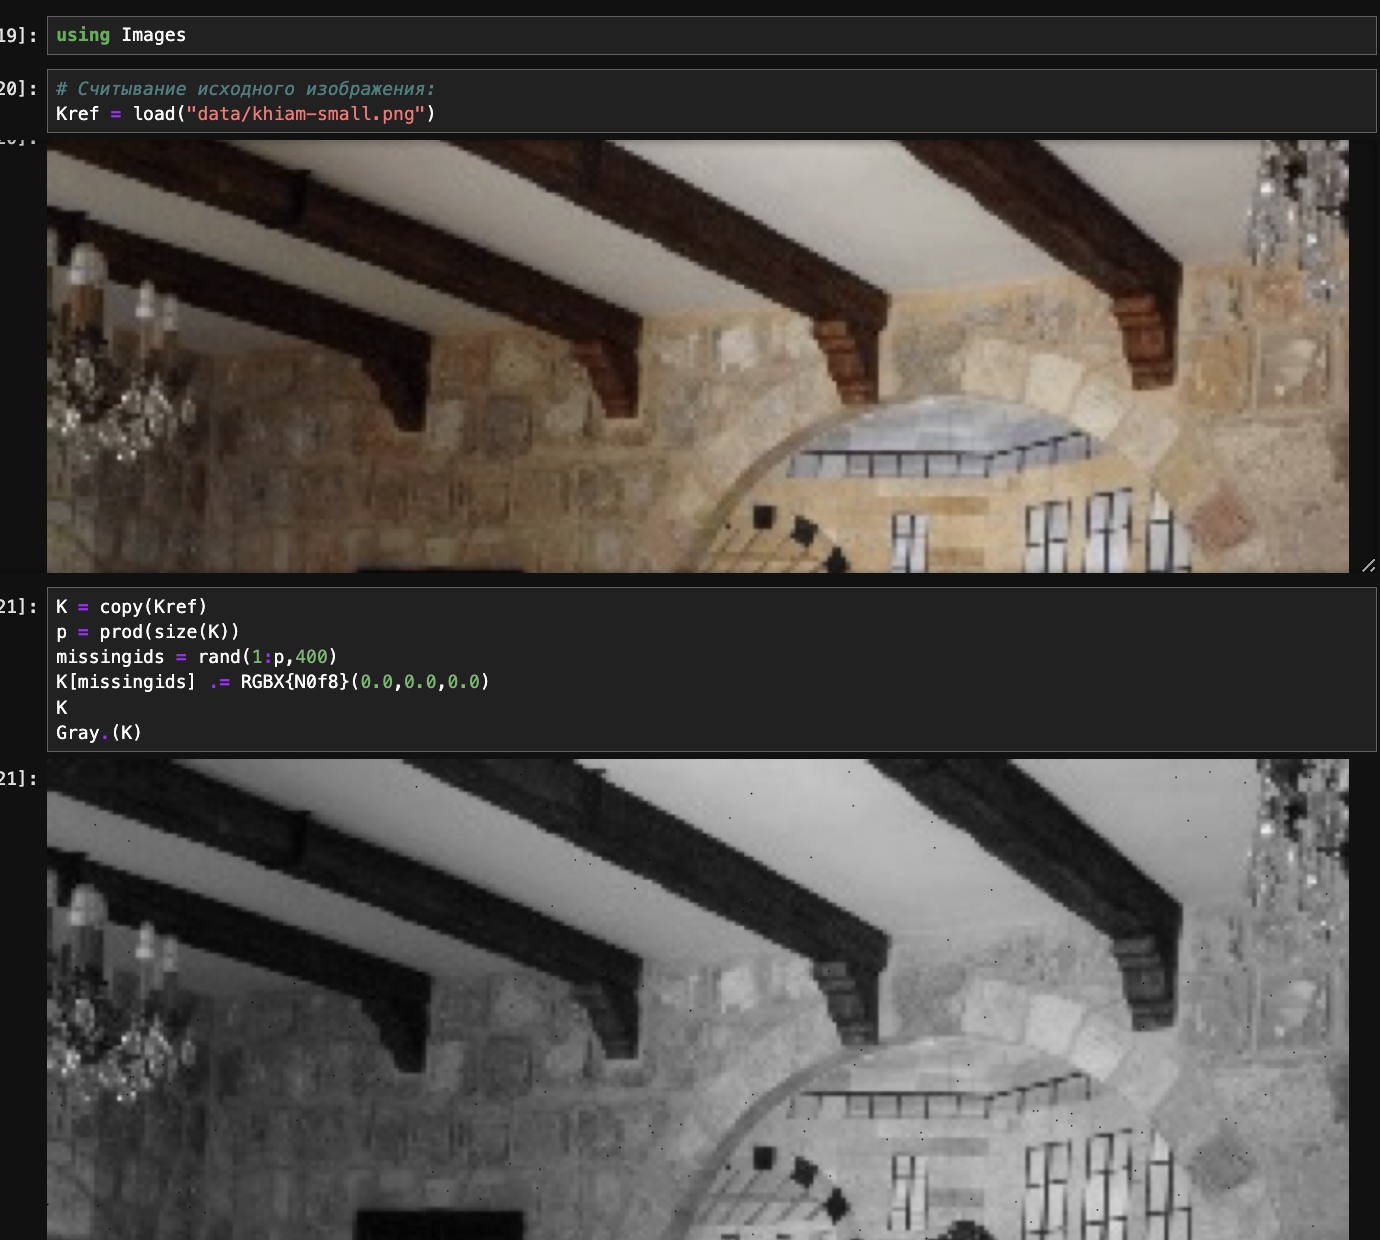 19]:
using Images
20]:
# Считывание исходного изображения:
Kref = load("data/khiam-small.png")
21]:
K = copy(Kref)
p = prod(size(K))
missingids = rand(1:p,400)
K[missingids] .= RGBX{N0f8}(0.0,0.0,0.0)
K
Gray.(K)
21]: